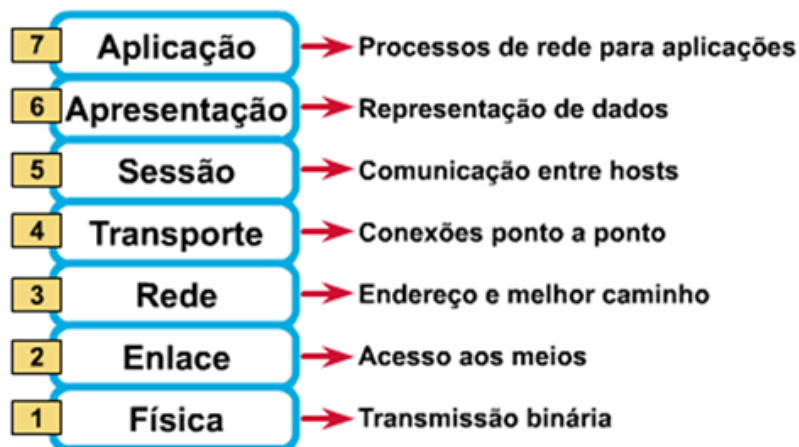 7 Aplicação Processos de rede para aplicações
6 Apresentação Representação de dados
5 Sessão Comunicação entre hosts
4 Transporte Conexões ponto a ponto
3 Rede Endereço e melhor caminho
2 Enlace Acesso aos meios
1 Física Transmissão binária